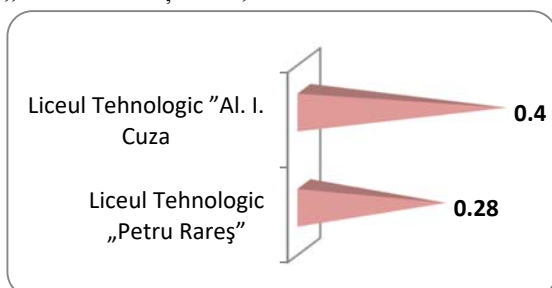 Liceul Tehnologic ”Al. I.
Cuza
0.4
Liceul Tehnologic
„Petru Rareş”
0.28